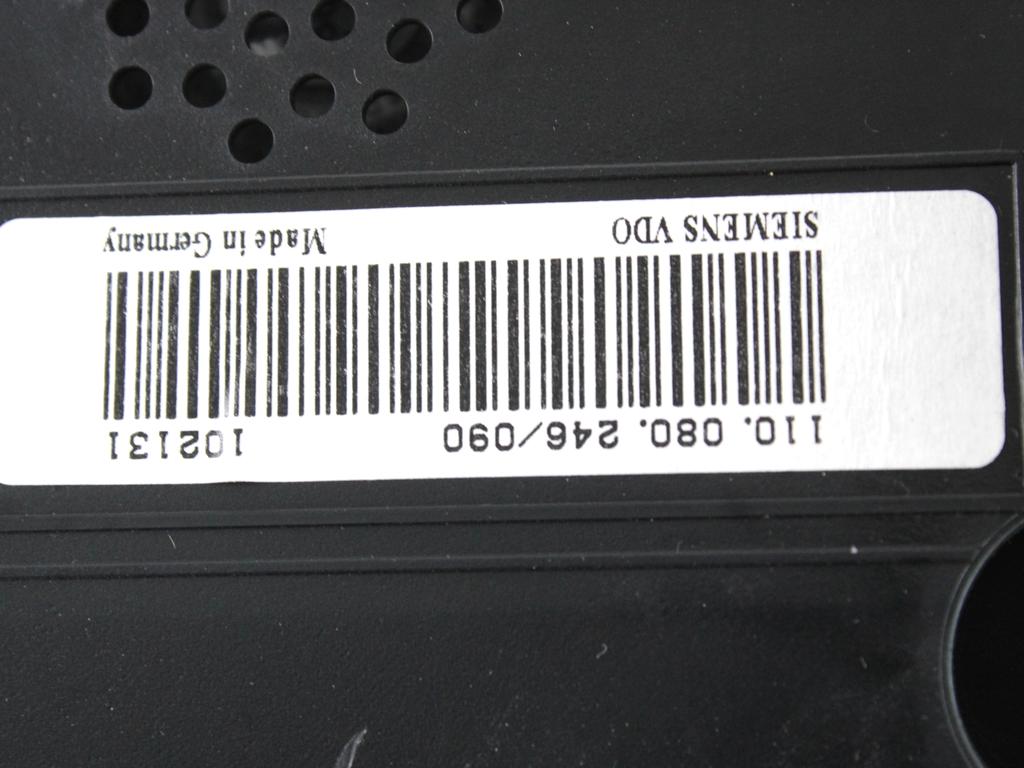 110. 080. 246/090 102131
SIEMENS VDO Made in Germany